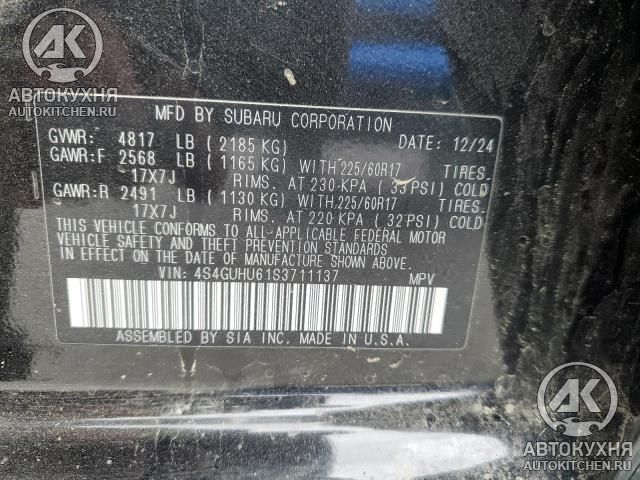 AK
АВТОКУХНЯ
AUTOKITCHEN.RU
MFD BY SUBARU CORPORATION
GVWR: 4817 LB (2185 KG) DATE: 12/24
GAWR:F 2568 LB (1165 KG) WITH 225/60R17 TIRES.
17X7J RIMS. AT 230 KPA (33 PSI) COLD
GAWR:R 2491 LB (1130 KG) WITH 225/60R17 TIRES.
17X7J RIMS. AT 220 KPA (32 PSI) COLD
THIS VEHICLE CONFORMS TO ALL APPLICABLE FEDERAL MOTOR
VEHICLE SAFETY AND THEFT PREVENTION STANDARDS
IN EFFECT ON THE DATE OF MANUFACTURE SHOWN ABOVE.
VIN: 4S4GUHU61S3711137 MPV
ASSEMBLED BY SIA INC. MADE IN U.S.A.
AK
АВТОКУХНЯ
AUTOKITCHEN.RU